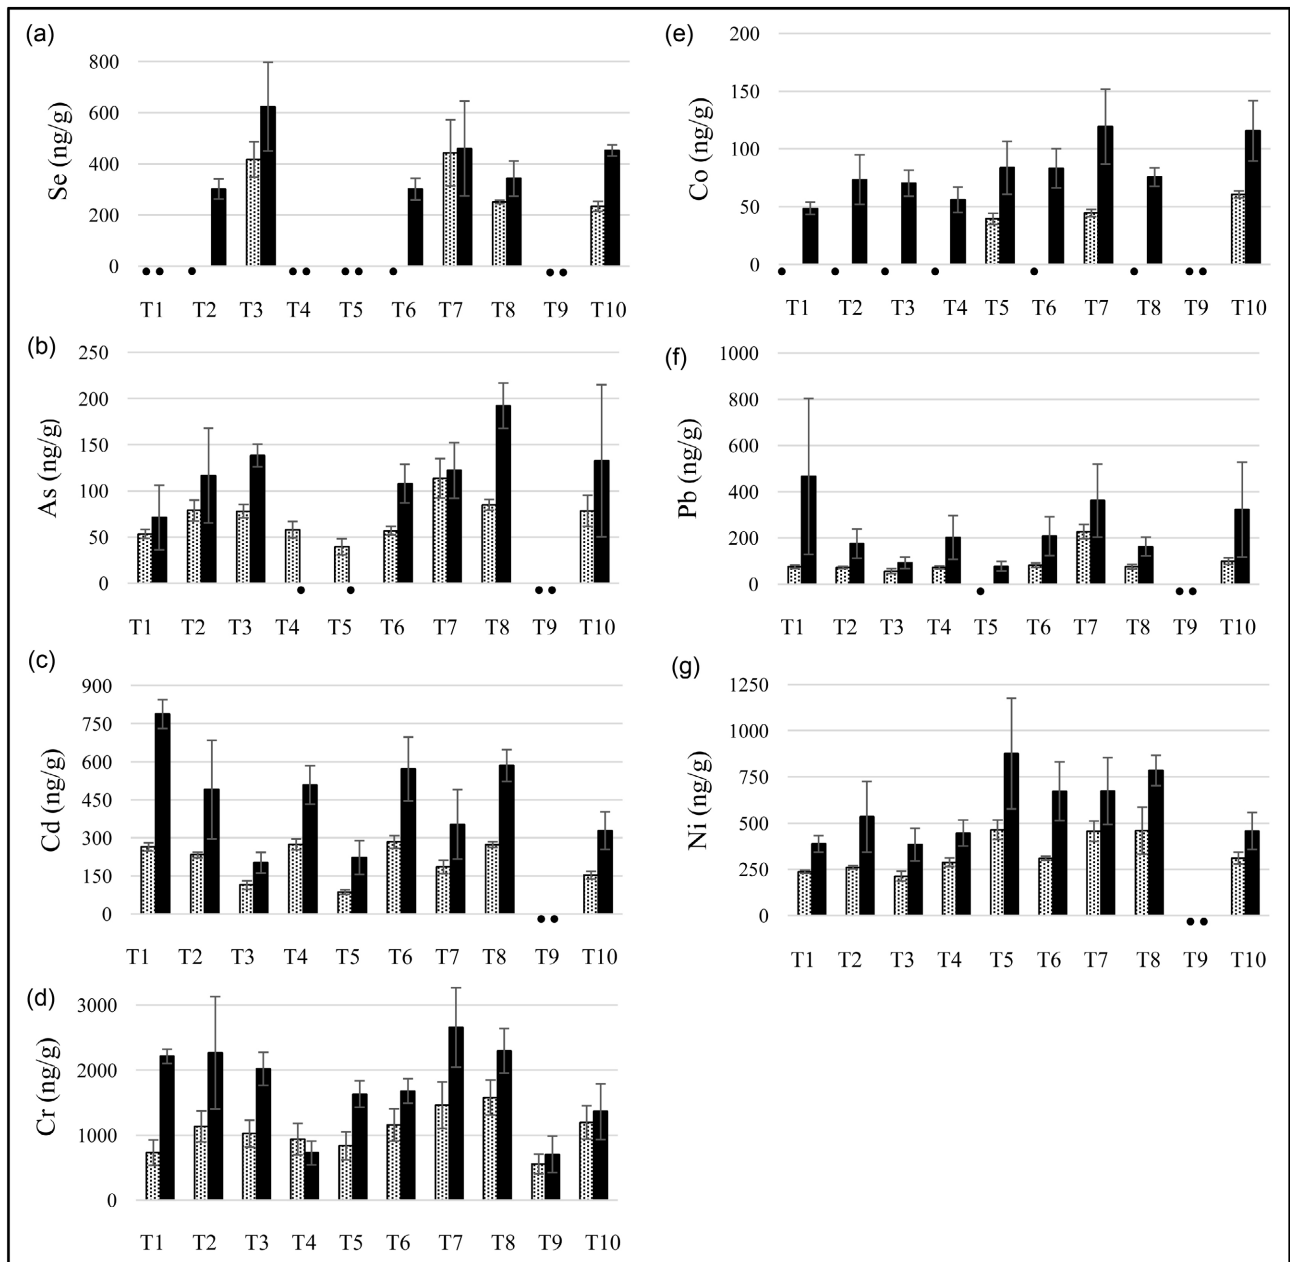 (a)
Se (ng/g)
800
600
400
200
0
T1 T2 T3 T4 T5 T6 T7 T8 T9 T10
(b)
As (ng/g)
250
200
150
100
50
0
T1 T2 T3 T4 T5 T6 T7 T8 T9 T10
(c)
Cd (ng/g)
900
750
600
450
300
150
0
T1 T2 T3 T4 T5 T6 T7 T8 T9 T10
(d)
Cr (ng/g)
3000
2000
1000
0
T1 T2 T3 T4 T5 T6 T7 T8 T9 T10
(e)
Co (ng/g)
200
150
100
50
0
T1 T2 T3 T4 T5 T6 T7 T8 T9 T10
(f)
Pb (ng/g)
1000
800
600
400
200
0
T1 T2 T3 T4 T5 T6 T7 T8 T9 T10
(g)
Ni (ng/g)
1250
1000
750
500
250
0
T1 T2 T3 T4 T5 T6 T7 T8 T9 T10